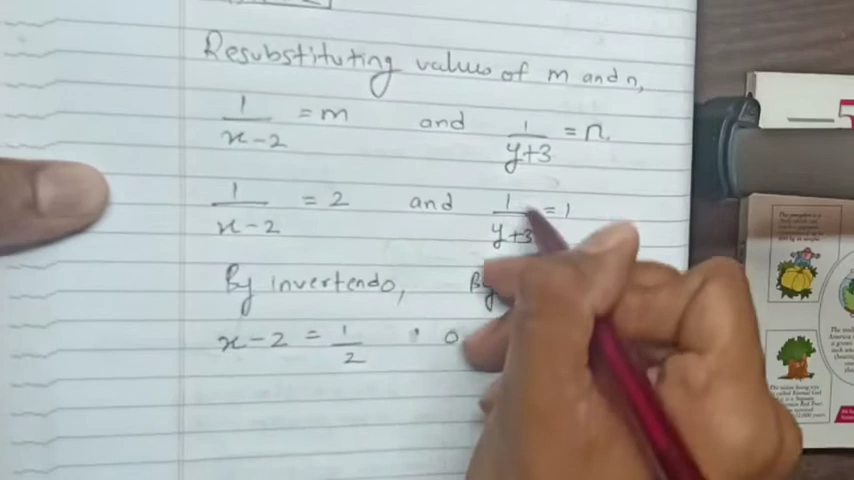 Resubstituting values of m and n,
1/(x-2) = m and 1/(y+3) = n
1/(x-2) = 2 and 1/(y+3 = 1
By invertendo, By
x-2 = 1/2